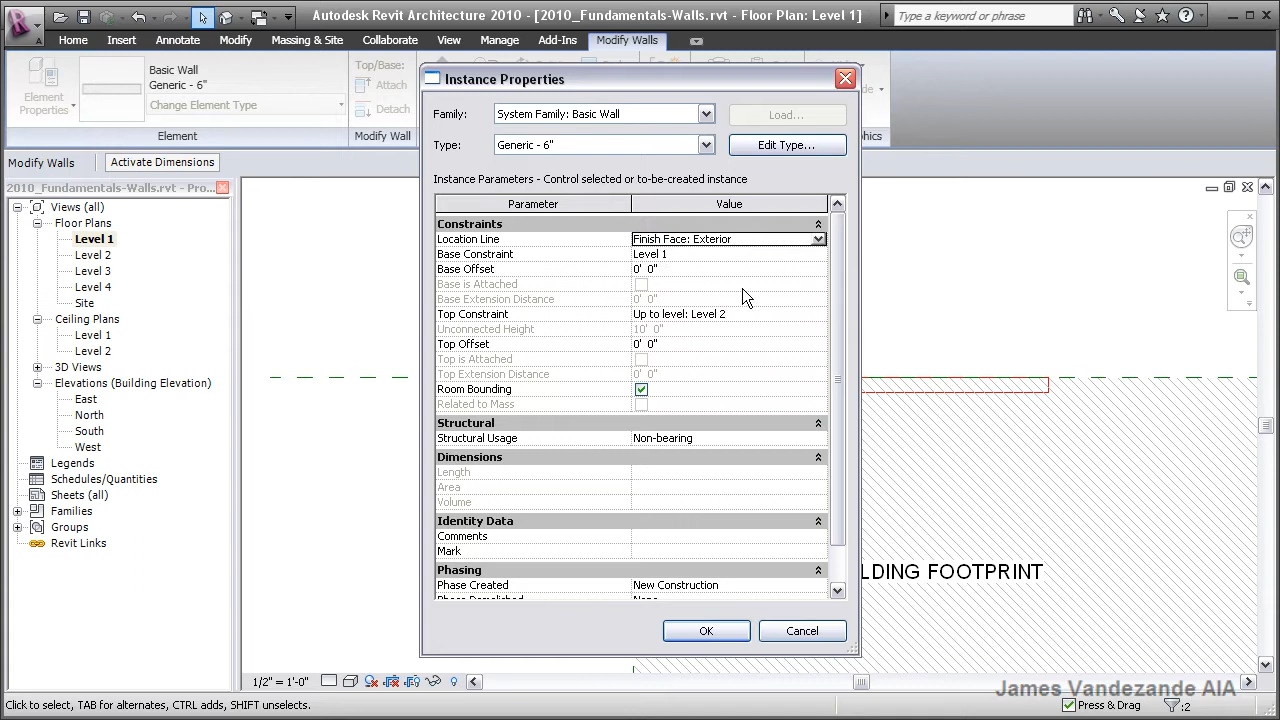 Autodesk Revit Architecture 2010 - [2010_Fundamentals-Walls.rvt - Floor Plan: Level 1]
Type a keyword or phrase
Home Insert Annotate Modify Massing & Site Collaborate View Manage Add-Ins Modify Walls
Element
Properties
Basic Wall
Generic - 6"
Change Element Type
Element
Top/Base:
Attach
Detach
Modify Wall
Modify Walls
Activate Dimensions
2010_Fundamentals-Walls.rvt - Pro...
Views (all)
Floor Plans
Level 1
Level 2
Level 3
Level 4
Site
Ceiling Plans
Level 1
Level 2
3D Views
Elevations (Building Elevation)
East
North
South
West
Legends
Schedules/Quantities
Sheets (all)
Families
Groups
Revit Links
Instance Properties
Family: System Family: Basic Wall Load...
Type: Generic - 6" Edit Type...
Instance Parameters - Control selected or to-be-created instance
Parameter Value
Constraints
Location Line Finish Face: Exterior
Base Constraint Level 1
Base Offset 0' 0"
Base is Attached
Base Extension Distance 0' 0"
Top Constraint Up to level: Level 2
Unconnected Height 10' 0"
Top Offset 0' 0"
Top is Attached
Top Extension Distance 0' 0"
Room Bounding
Related to Mass
Structural
Structural Usage Non-bearing
Dimensions
Length
Area
Volume
Identity Data
Comments
Mark
Phasing
Phase Created New Construction
OK Cancel
LDING FOOTPRINT
1/2" = 1'-0"
James Vandezande AIA
Click to select, TAB for alternates, CTRL adds, SHIFT unselects.
Press & Drag :2